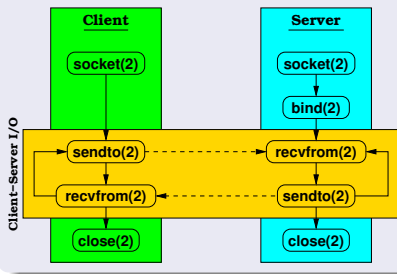 Client Server
socket(2) socket(2)
bind(2)
Client–Server I/O
sendto(2) recvfrom(2)
recvfrom(2) sendto(2)
close(2) close(2)